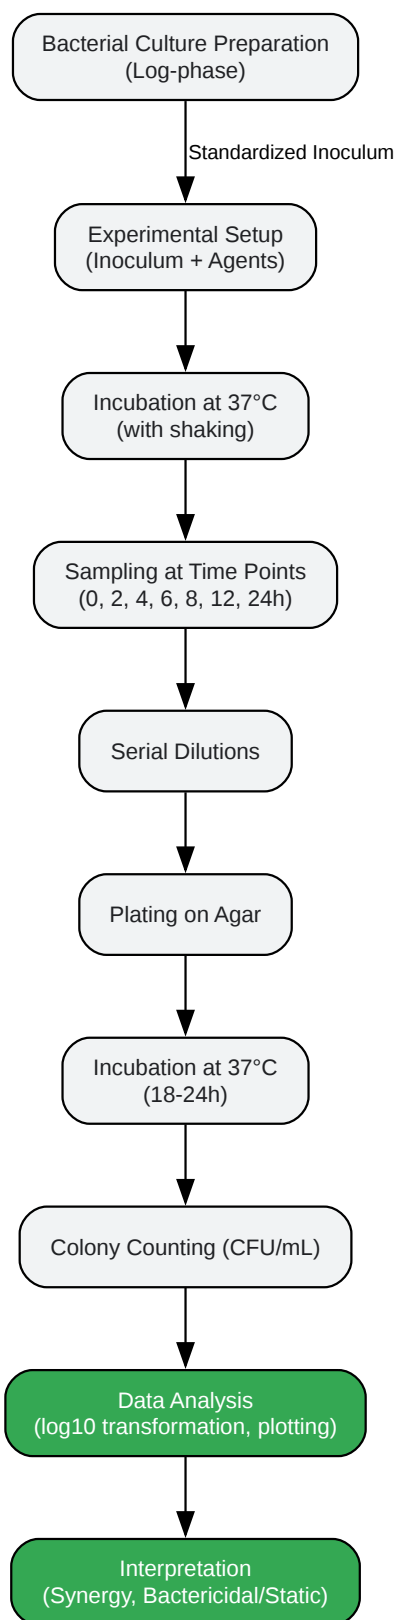 Bacterial Culture Preparation
(Log-phase)
Standardized Inoculum
Experimental Setup
(Inoculum + Agents)
Incubation at 37°C
(with shaking)
Sampling at Time Points
(0, 2, 4, 6, 8, 12, 24h)
Serial Dilutions
Plating on Agar
Incubation at 37°C
(18-24h)
Colony Counting (CFU/mL)
Data Analysis
(log10 transformation, plotting)
Interpretation
(Synergy, Bactericidal/Static)